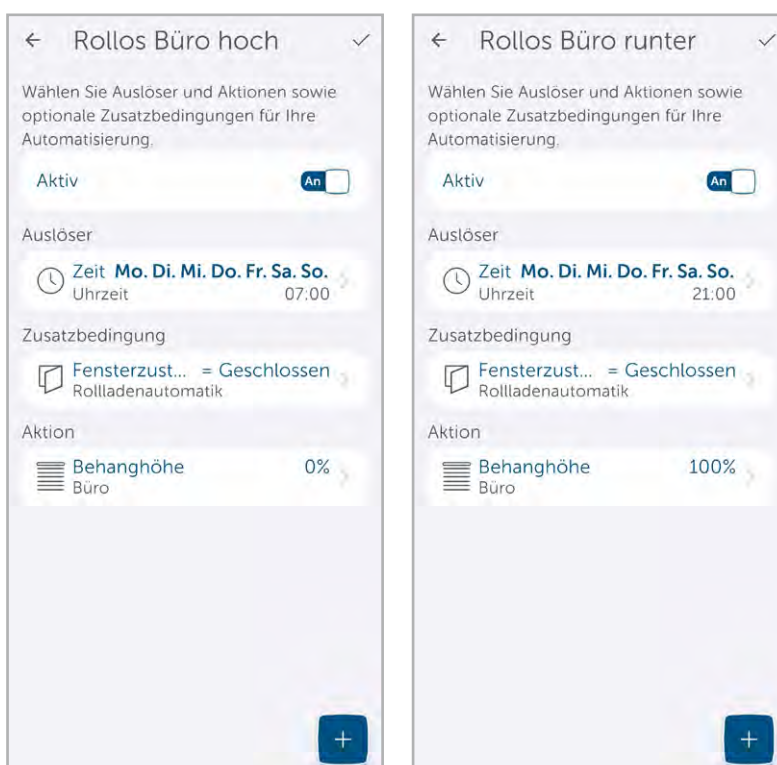 Rollos Büro hoch
Wählen Sie Auslöser und Aktionen sowie
optionale Zusatzbedingungen für Ihre
Automatisierung.
Aktiv An
Auslöser
Zeit Mo. Di. Mi. Do. Fr. Sa. So.
Uhrzeit 07:00
Zusatzbedingung
Fensterzust... = Geschlossen
Rollladenautomatik
Aktion
Behanghöhe 0%
Büro
+
Rollos Büro runter
Wählen Sie Auslöser und Aktionen sowie
optionale Zusatzbedingungen für Ihre
Automatisierung.
Aktiv An
Auslöser
Zeit Mo. Di. Mi. Do. Fr. Sa. So.
Uhrzeit 21:00
Zusatzbedingung
Fensterzust... = Geschlossen
Rollladenautomatik
Aktion
Behanghöhe 100%
Büro
+